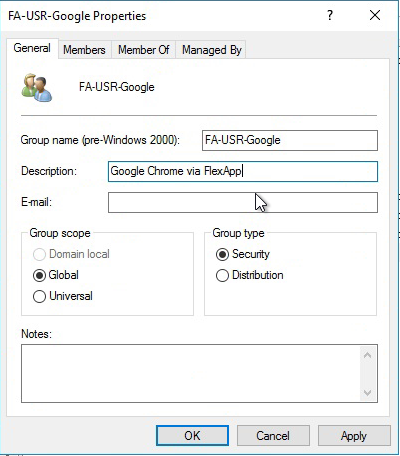 FA-USR-Google Properties
?
General
Members
Member Of
Managed By
FA-USR-Google
Group name (pre-Windows 2000):
FA-USR-Google
Description:
Google Chrome via FlexApp
E-mail:
Group scope
Group type
Domain local
Security
Global
Distribution
Universal
Notes:
OK
Cancel
Apply